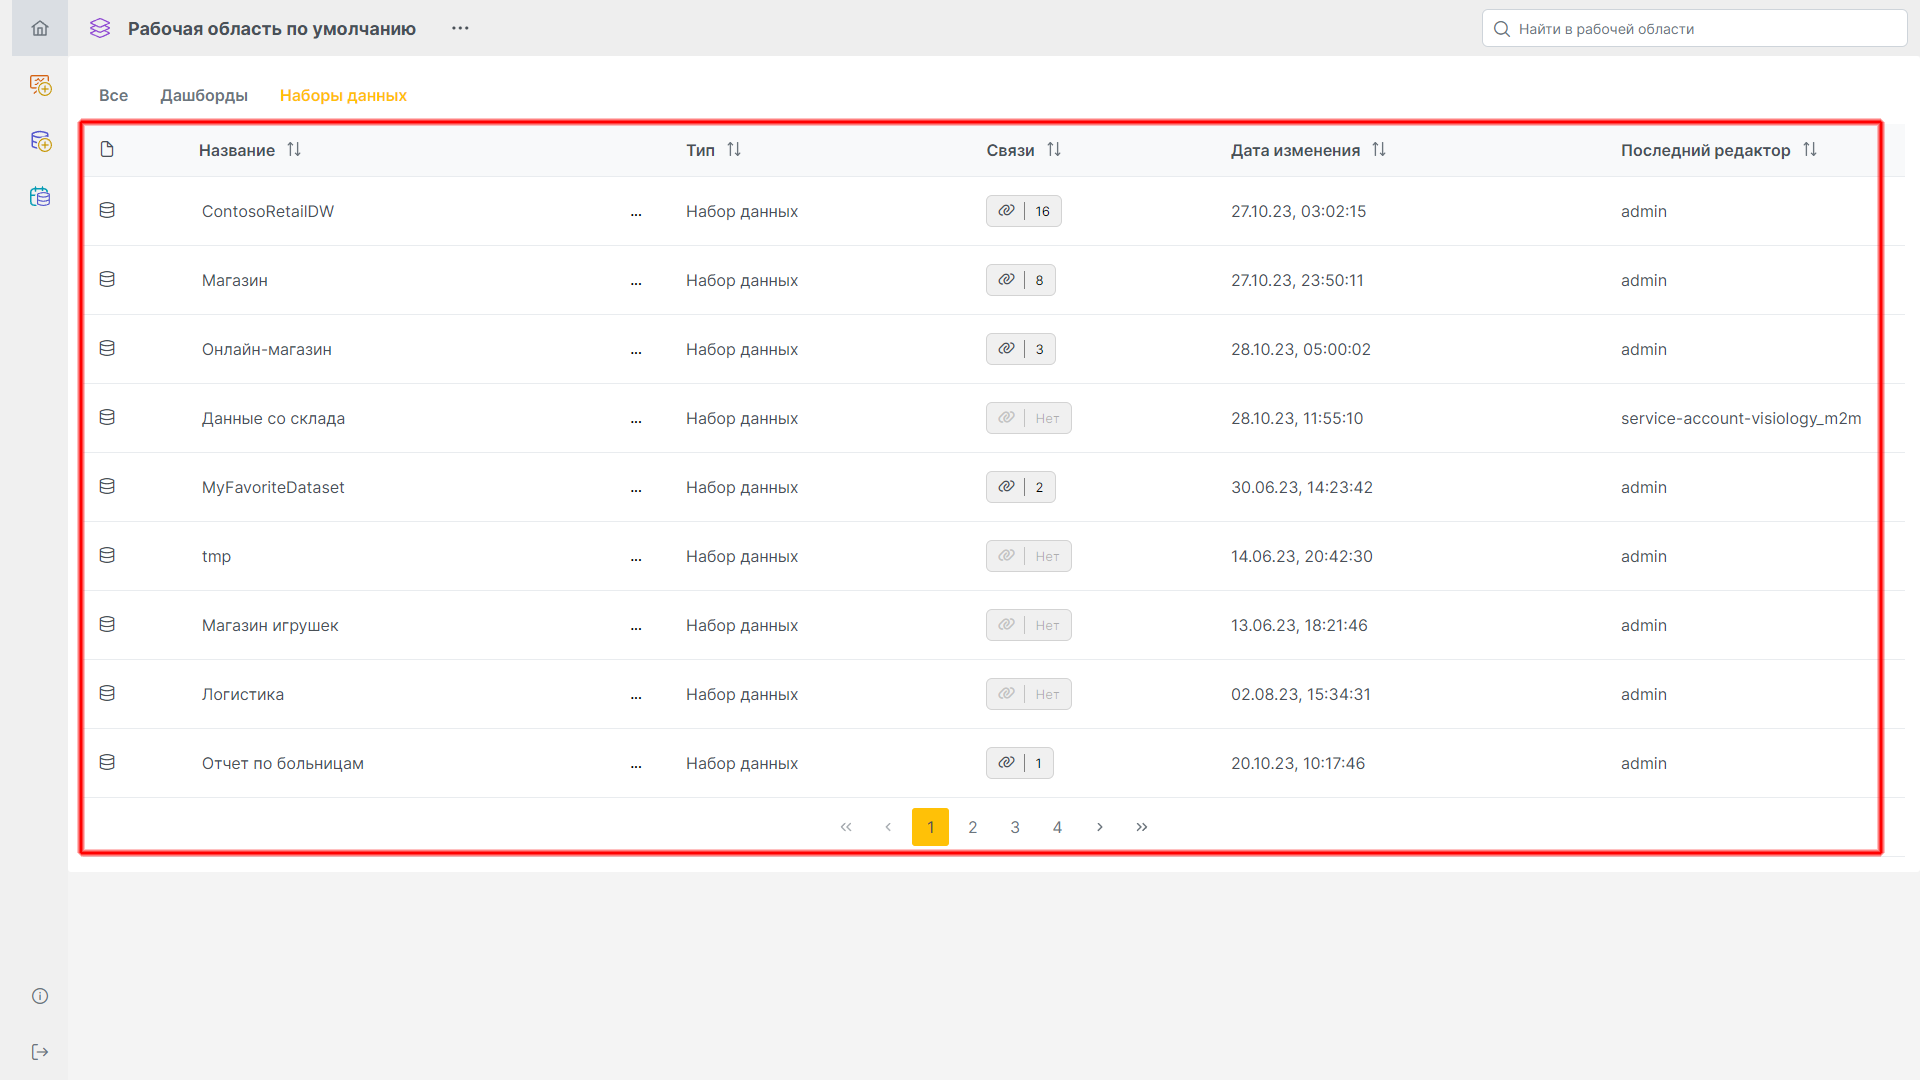 Рабочая область по умолчанию ...
Найти в рабочей области
Все Дашборды Наборы данных
Название Тип Связи Дата изменения Последний редактор
ContosoRetailDW ... Набор данных 16 27.10.23, 03:02:15 admin
Магазин ... Набор данных 8 27.10.23, 23:50:11 admin
Онлайн-магазин ... Набор данных 3 28.10.23, 05:00:02 admin
Данные со склада ... Набор данных Нет 28.10.23, 11:55:10 service-account-visiology_m2m
MyFavoriteDataset ... Набор данных 2 30.06.23, 14:23:42 admin
tmp ... Набор данных Нет 14.06.23, 20:42:30 admin
Магазин игрушек ... Набор данных Нет 13.06.23, 18:21:46 admin
Логистика ... Набор данных Нет 02.08.23, 15:34:31 admin
Отчет по больницам ... Набор данных 1 20.10.23, 10:17:46 admin
« ‹ 1 2 3 4 › »